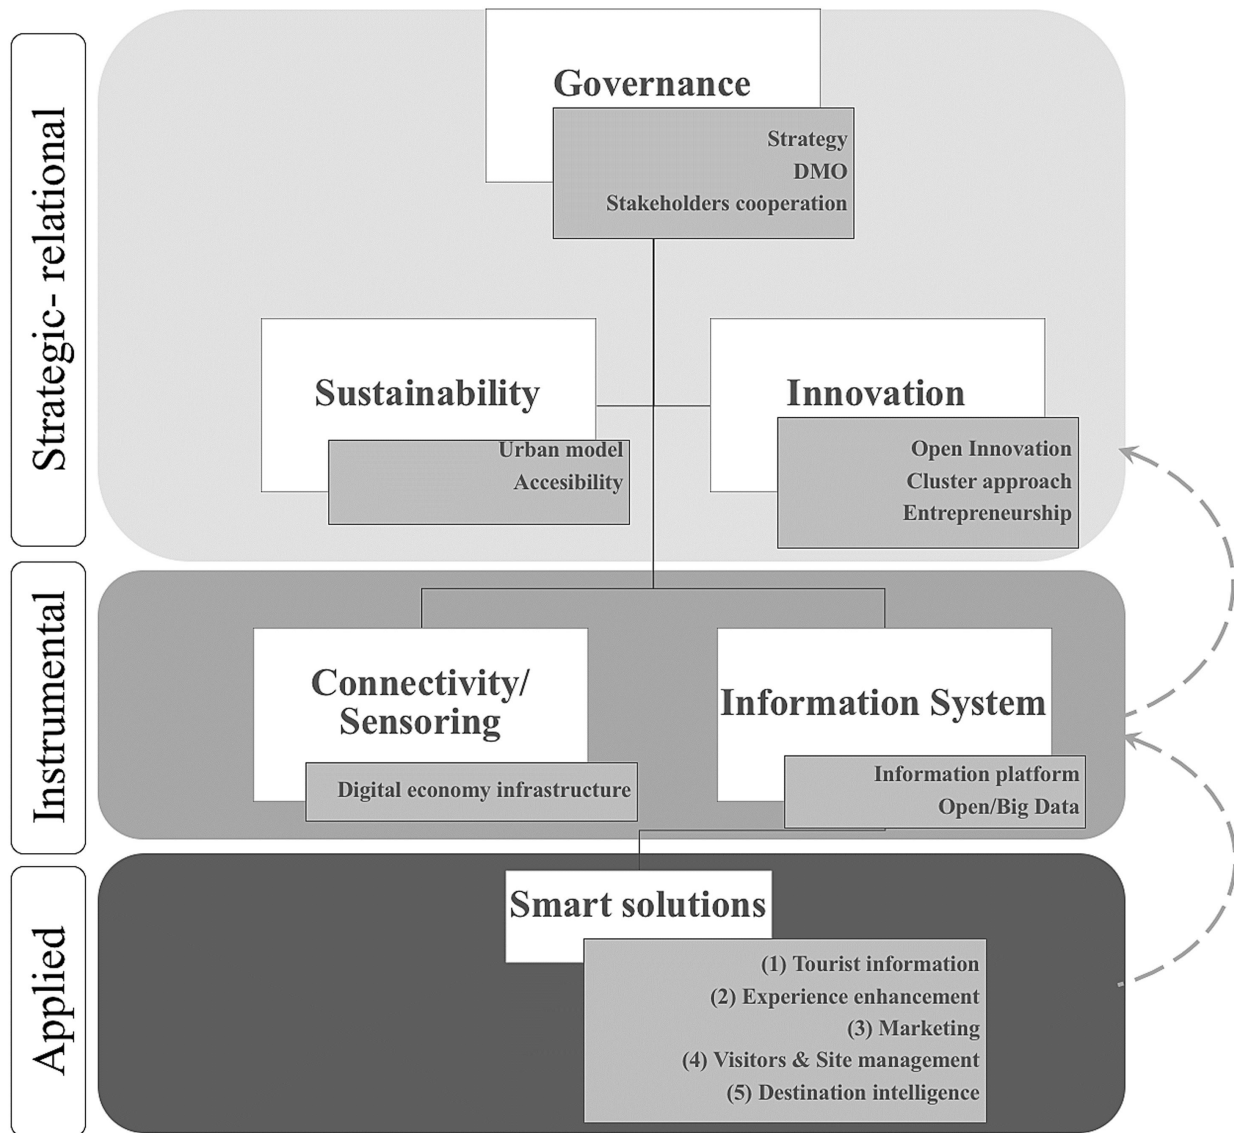 Strategic- relational
Governance
Strategy
DMO
Stakeholders cooperation
Sustainability
Urban model
Accesibility
Innovation
Open Innovation
Cluster approach
Entrepreneurship
Instrumental
Connectivity/
Sensoring
Digital economy infrastructure
Information System
Information platform
Open/Big Data
Applied
Smart solutions
(1) Tourist information
(2) Experience enhancement
(3) Marketing
(4) Visitors & Site management
(5) Destination intelligence